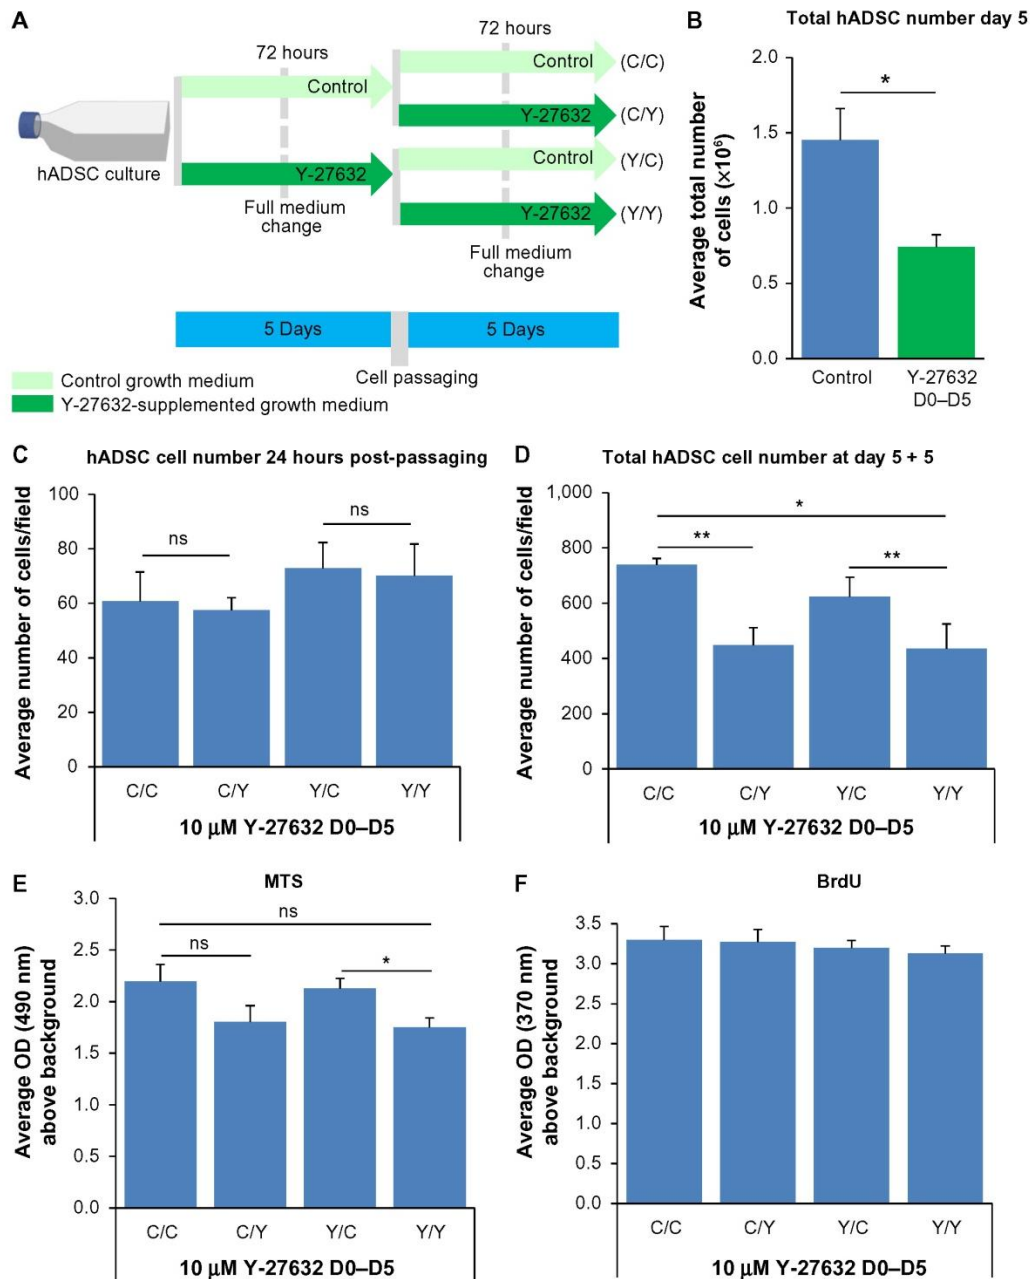 A
72 hours
72 hours
Control
Control
(C/C)
Y-27632
(C/Y)
hADSC culture
Y-27632
Control
(Y/C)
Y-27632
(Y/Y)
Full medium
change
Full medium
change
5 Days
5 Days
Cell passaging
Control growth medium
Y-27632-supplemented growth medium
B
Total hADSC number day 5
Average total number
of cells (×10⁶)
2.0
1.5
1.0
0.5
0.0
*
Control
Y-27632
D0–D5
C
hADSC cell number 24 hours post-passaging
Average number of cells/field
100
80
60
40
20
0
ns
ns
C/C
C/Y
Y/C
Y/Y
10 μM Y-27632 D0–D5
D
Total hADSC cell number at day 5 + 5
Average number of cells/field
1,000
800
600
400
200
0
*
**
**
C/C
C/Y
Y/C
Y/Y
10 μM Y-27632 D0–D5
E
MTS
Average OD (490 nm)
above background
3.0
2.5
2.0
1.5
1.0
0.5
0.0
ns
ns
*
C/C
C/Y
Y/C
Y/Y
10 μM Y-27632 D0–D5
F
BrdU
Average OD (370 nm)
above background
3.5
3.0
3.5
2.0
1.5
1.0
0.5
0.0
C/C
C/Y
Y/C
Y/Y
10 μM Y-27632 D0–D5